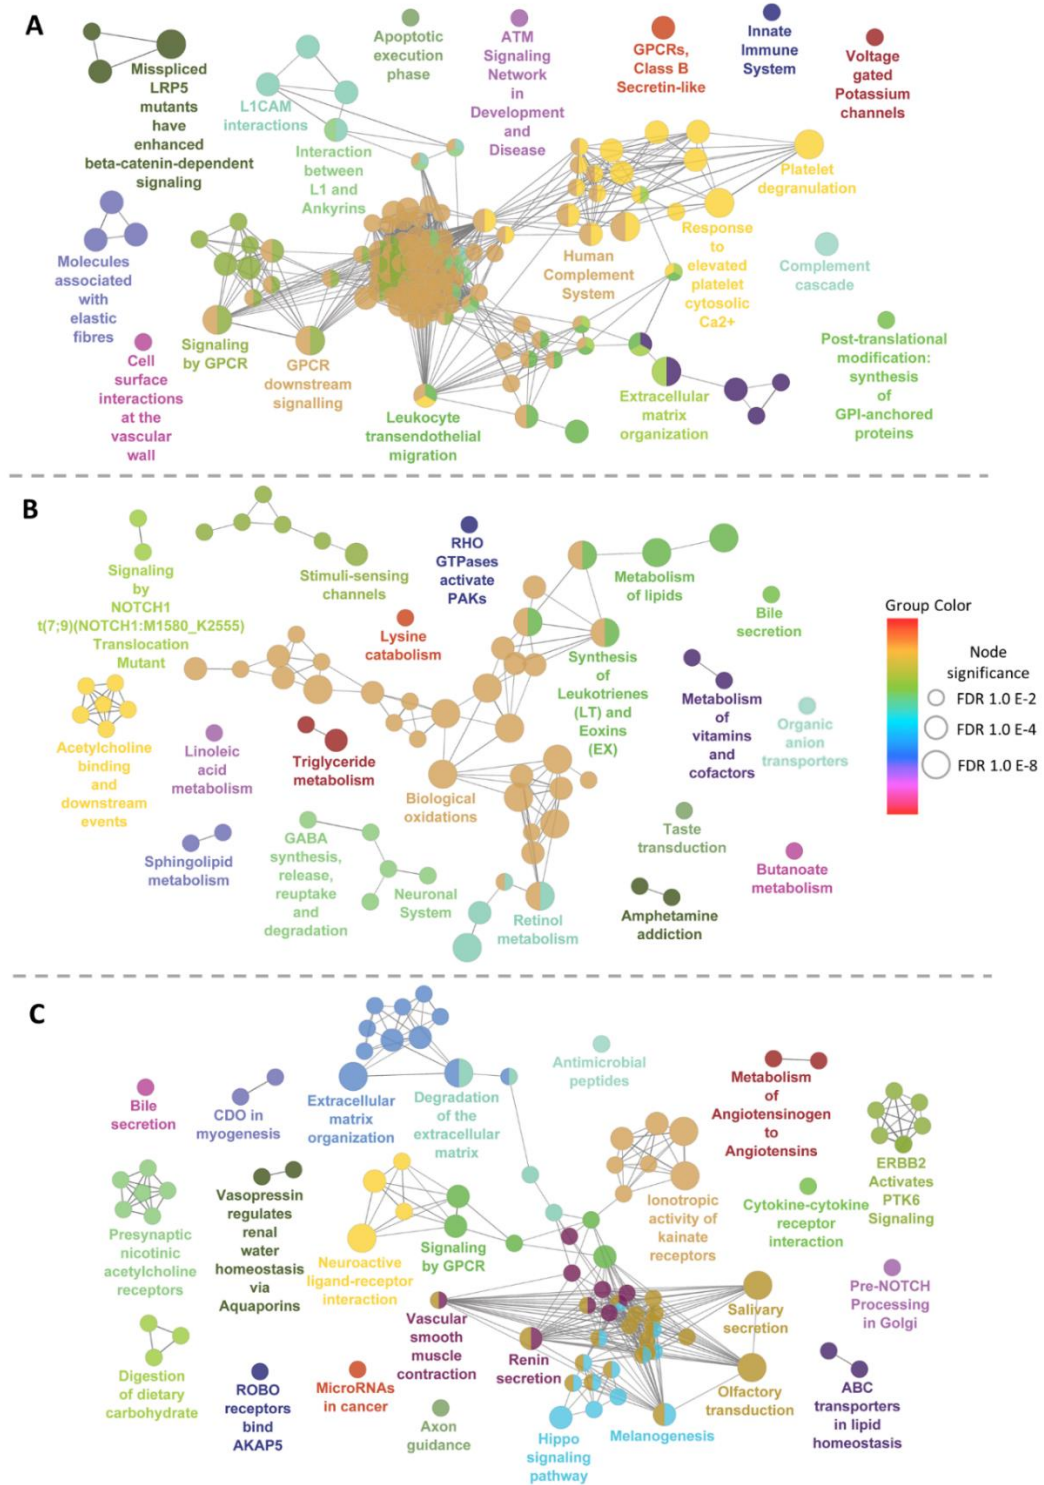 A
Apoptotic
execution
phase
ATM
Signaling
Network
in
Development
and
Disease
GPCRs,
Class B
Secretin-like
Innate
Immune
System
Voltage
gated
Potassium
channels
Misspliced
LRP5
mutants
have
enhanced
beta-catenin-dependent
signaling
L1CAM
interactions
Interaction
between
L1 and
Ankyrins
Platelet
degranulation
Molecules
associated
with
elastic
fibres
Human
Complement
System
Response
to
elevated
platelet
cytosolic
Ca2+
Complement
cascade
Cell
surface
interactions
at the
vascular
wall
Signaling
by GPCR
GPCR
downstream
signalling
Leukocyte
transendothelial
migration
Extracellular
matrix
organization
Post-translational
modification:
synthesis
of
GPI-anchored
proteins
B
Signaling
by
NOTCH1
t(7;9)(NOTCH1:M1580_K2555)
Translocation
Mutant
Stimuli-sensing
channels
RHO
GTPases
activate
PAKs
Metabolism
of lipids
Bile
secretion
Lysine
catabolism
Synthesis
of
Leukotrienes
(LT) and
Eoxins
(EX)
Metabolism
of
vitamins
and
cofactors
Organic
anion
transporters
Acetylcholine
binding
and
downstream
events
Linoleic
acid
metabolism
Triglyceride
metabolism
Biological
oxidations
Sphingolipid
metabolism
GABA
synthesis,
release,
reuptake
and
degradation
Neuronal
System
Retinol
metabolism
Taste
transduction
Butanoate
metabolism
Amphetamine
addiction
Group Color
Node
significance
FDR 1.0 E-2
FDR 1.0 E-4
FDR 1.0 E-8
C
Bile
secretion
CDO in
myogenesis
Extracellular
matrix
organization
Degradation
of the
extracellular
matrix
Antimicrobial
peptides
Metabolism
of
Angiotensinogen
to
Angiotensins
ERBB2
Activates
PTK6
Signaling
Presynaptic
nicotinic
acetylcholine
receptors
Vasopressin
regulates
renal
water
homeostasis
via
Aquaporins
Neuroactive
ligand-receptor
interaction
Signaling
by GPCR
Ionotropic
activity of
kainate
receptors
Cytokine-cytokine
receptor
interaction
Pre-NOTCH
Processing
in Golgi
Vascular
smooth
muscle
contraction
Renin
secretion
Salivary
secretion
Olfactory
transduction
Digestion
of dietary
carbohydrate
ROBO
receptors
bind
AKAP5
MicroRNAs
in cancer
Axon
guidance
Hippo
signaling
pathway
Melanogenesis
ABC
transporters
in lipid
homeostasis